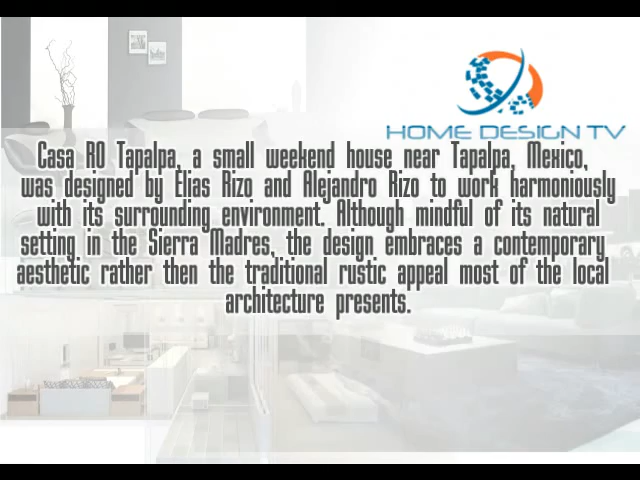 HOME DESIGN TV
Casa RO Tapalpa, a small weekend house near Tapalpa, Mexico,
was designed by Elias Rizo and Alejandro Rizo to work harmoniously
with its surrounding environment. Although mindful of its natural
setting in the Sierra Madres, the design embraces a contemporary
aesthetic rather then the traditional rustic appeal most of the local
architecture presents.